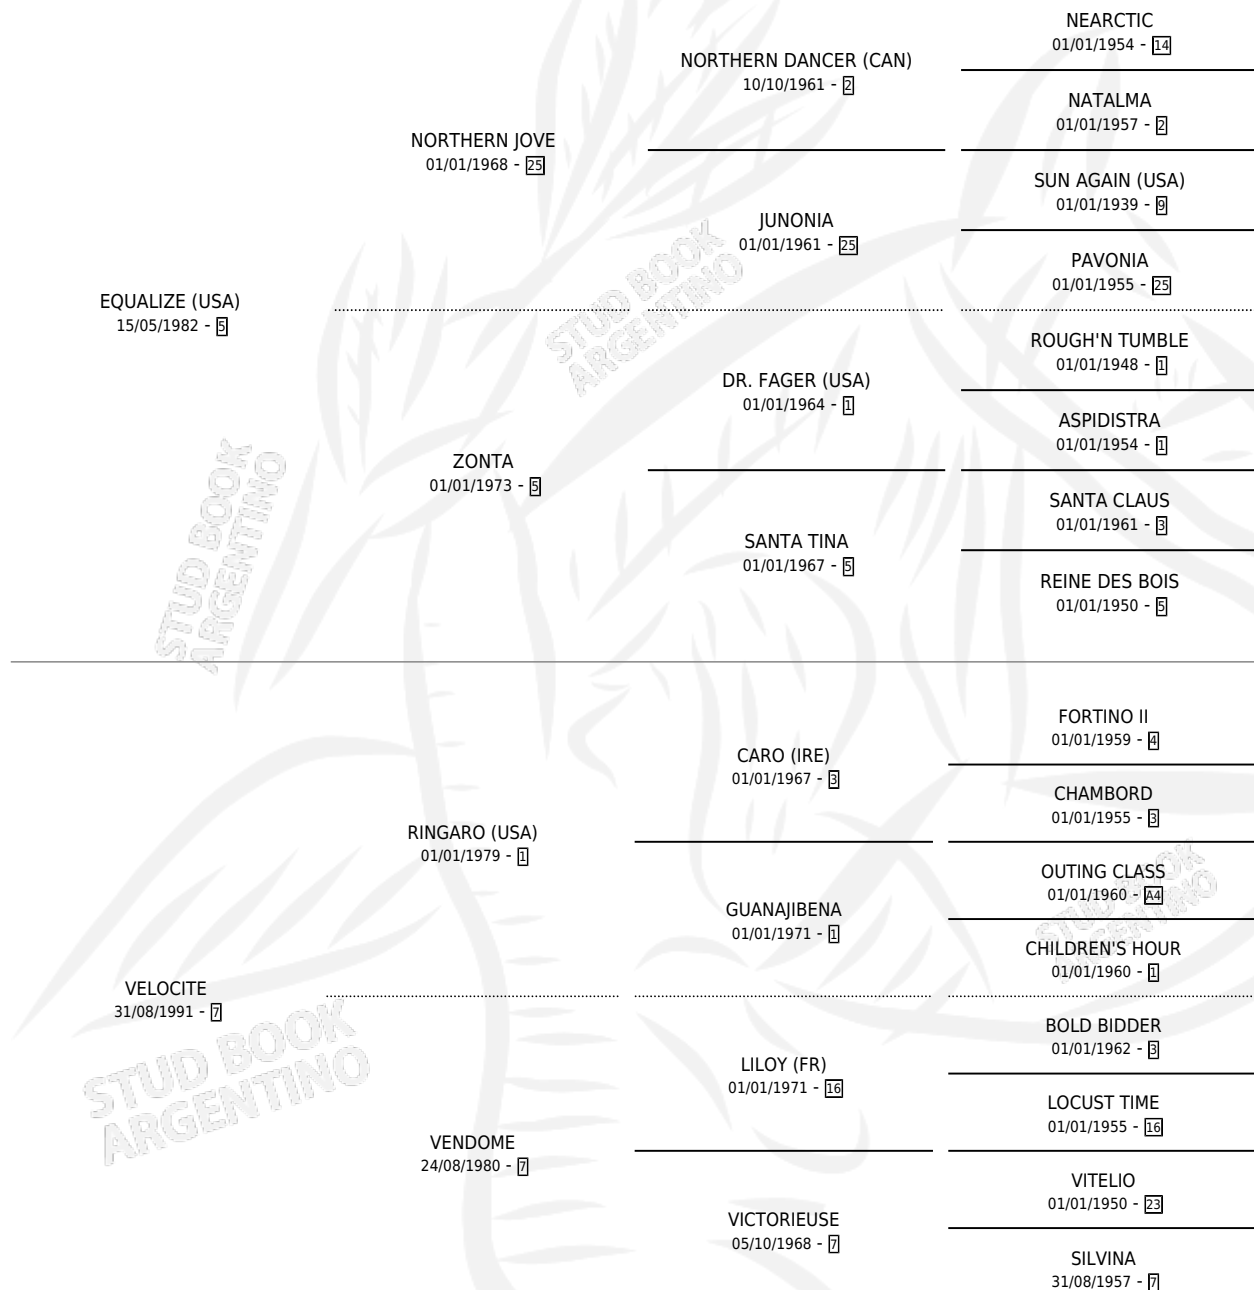 NEARCTIC
01/01/1954 - 14
NORTHERN DANCER (CAN)
10/10/1961 - 2
NATALMA
01/01/1957 - 2
NORTHERN JOVE
01/01/1968 - 25
SUN AGAIN (USA)
01/01/1939 - 9
JUNONIA
01/01/1961 - 25
PAVONIA
01/01/1955 - 25
EQUALIZE (USA)
15/05/1982 - 5
STUD BOOK
ARGENTINO
ROUGH'N TUMBLE
01/01/1948 - 1
DR. FAGER (USA)
01/01/1964 - 1
ASPIDISTRA
01/01/1954 - 1
ZONTA
01/01/1973 - 5
SANTA CLAUS
01/01/1961 - 3
SANTA TINA
01/01/1967 - 5
REINE DES BOIS
01/01/1950 - 5
STUD BOOK
ARGENTINO
FORTINO II
01/01/1959 - 4
CARO (IRE)
01/01/1967 - 3
CHAMBORD
01/01/1955 - 3
RINGARO (USA)
01/01/1979 - 1
OUTING CLASS
01/01/1960 - A4
GUANAJIBENA
01/01/1971 - 1
STUD BOOK
ARGENTINO
CHILDREN'S HOUR
01/01/1960 - 1
VELOCITE
31/08/1991 - 7
BOLD BIDDER
01/01/1962 - 3
LILOY (FR)
01/01/1971 - 16
LOCUST TIME
01/01/1955 - 16
STUD BOOK
ARGENTINO
VENDOME
24/08/1980 - 7
VITELIO
01/01/1950 - 23
VICTORIEUSE
05/10/1968 - 7
SILVINA
31/08/1957 - 7